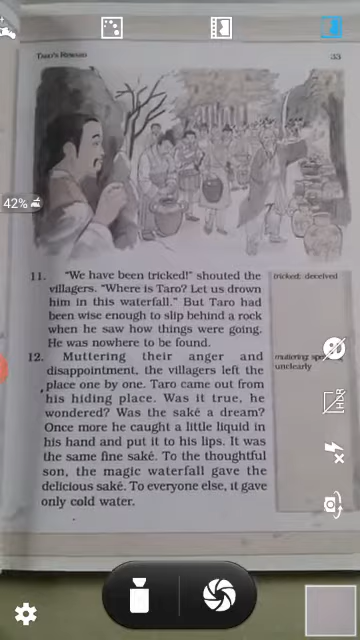 TARO'S REWARD 33
42%
11. "We have been tricked!" shouted the
villagers. "Where is Taro? Let us drown
him in this waterfall." But Taro had
been wise enough to slip behind a rock
when he saw how things were going.
He was nowhere to be found.
tricked: deceived
12. Muttering their anger and
disappointment, the villagers left the
place one by one. Taro came out from
his hiding place. Was it true, he
wondered? Was the saké a dream?
Once more he caught a little liquid in
his hand and put it to his lips. It was
the same fine saké. To the thoughtful
son, the magic waterfall gave the
delicious saké. To everyone else, it gave
only cold water.
muttering:
unclearly
HDR